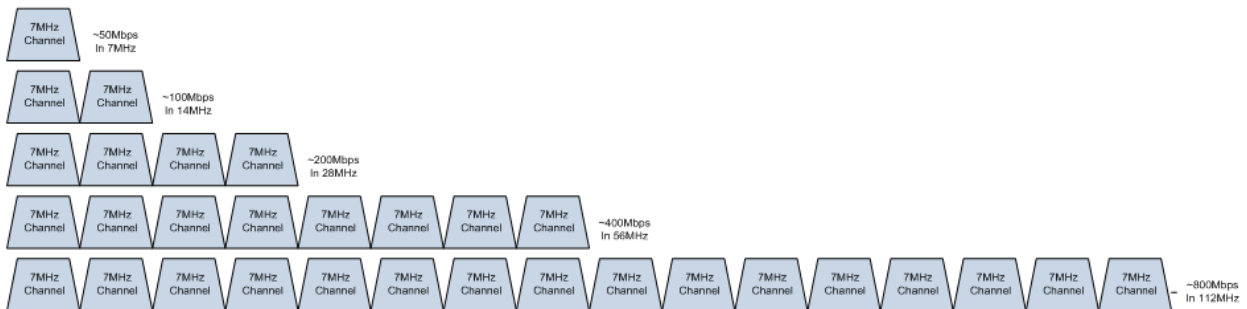 7MHz
Channel
~50Mbps
In 7MHz
7MHz 7MHz
Channel Channel
~100Mbps
In 14MHz
7MHz 7MHz 7MHz 7MHz
Channel Channel Channel Channel
~200Mbps
In 28MHz
7MHz 7MHz 7MHz 7MHz 7MHz 7MHz 7MHz 7MHz
Channel Channel Channel Channel Channel Channel Channel Channel
~400Mbps
In 56MHz
7MHz 7MHz 7MHz 7MHz 7MHz 7MHz 7MHz 7MHz 7MHz 7MHz 7MHz 7MHz 7MHz 7MHz 7MHz 7MHz
Channel Channel Channel Channel Channel Channel Channel Channel Channel Channel Channel Channel Channel Channel Channel Channel
~800Mbps
In 112MHz